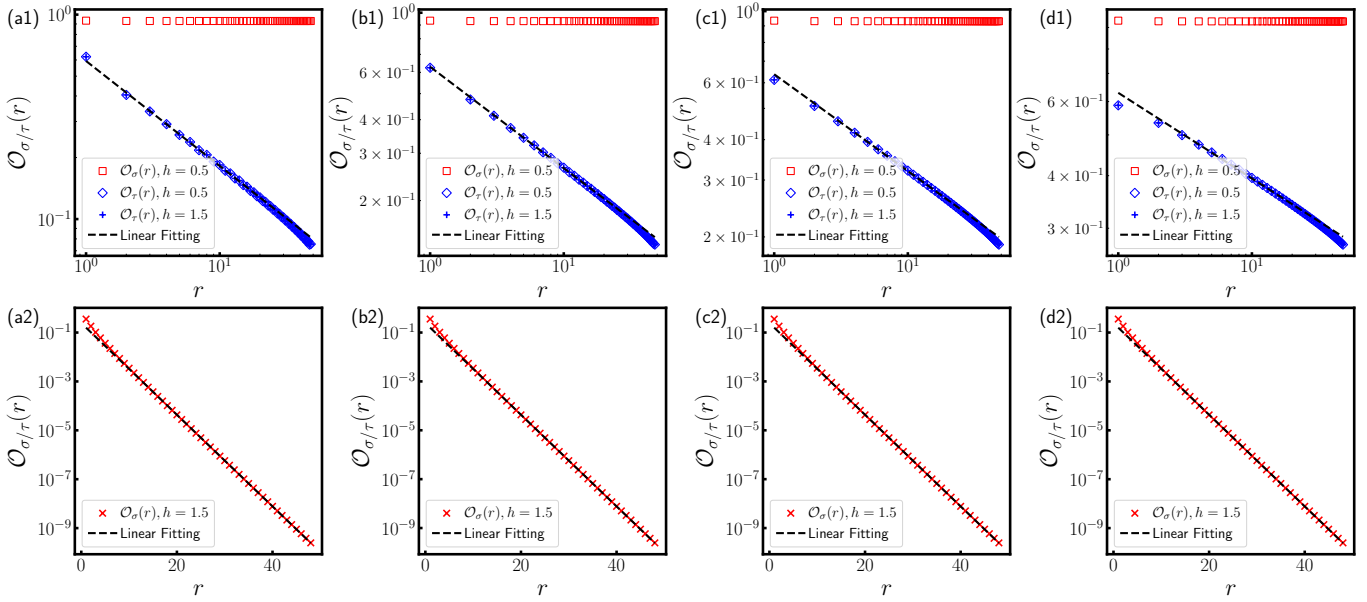 (a1)
10^0
10^{-1}
𝒪_{σ/τ}(r)
𝒪_σ(r), h = 0.5
𝒪_τ(r), h = 0.5
𝒪_τ(r), h = 1.5
Linear Fitting
10^0 10^1
r
(b1)
10^0
6 × 10^{-1}
4 × 10^{-1}
3 × 10^{-1}
2 × 10^{-1}
𝒪_{σ/τ}(r)
𝒪_σ(r), h = 0.5
𝒪_τ(r), h = 0.5
𝒪_τ(r), h = 1.5
Linear Fitting
10^0 10^1
r
(c1)
10^0
6 × 10^{-1}
4 × 10^{-1}
3 × 10^{-1}
2 × 10^{-1}
𝒪_{σ/τ}(r)
𝒪_σ(r), h = 0.5
𝒪_τ(r), h = 0.5
𝒪_τ(r), h = 1.5
Linear Fitting
10^0 10^1
r
(d1)
6 × 10^{-1}
4 × 10^{-1}
3 × 10^{-1}
𝒪_{σ/τ}(r)
𝒪_σ(r), h = 0.5
𝒪_τ(r), h = 0.5
𝒪_τ(r), h = 1.5
Linear Fitting
10^0 10^1
r
(a2)
10^{-1}
10^{-3}
10^{-5}
10^{-7}
10^{-9}
𝒪_{σ/τ}(r)
𝒪_σ(r), h = 1.5
Linear Fitting
0 20 40
r
(b2)
10^{-1}
10^{-3}
10^{-5}
10^{-7}
10^{-9}
𝒪_{σ/τ}(r)
𝒪_σ(r), h = 1.5
Linear Fitting
0 20 40
r
(c2)
10^{-1}
10^{-3}
10^{-5}
10^{-7}
10^{-9}
𝒪_{σ/τ}(r)
𝒪_σ(r), h = 1.5
Linear Fitting
0 20 40
r
(d2)
10^{-1}
10^{-3}
10^{-5}
10^{-7}
10^{-9}
𝒪_{σ/τ}(r)
𝒪_σ(r), h = 1.5
Linear Fitting
0 20 40
r